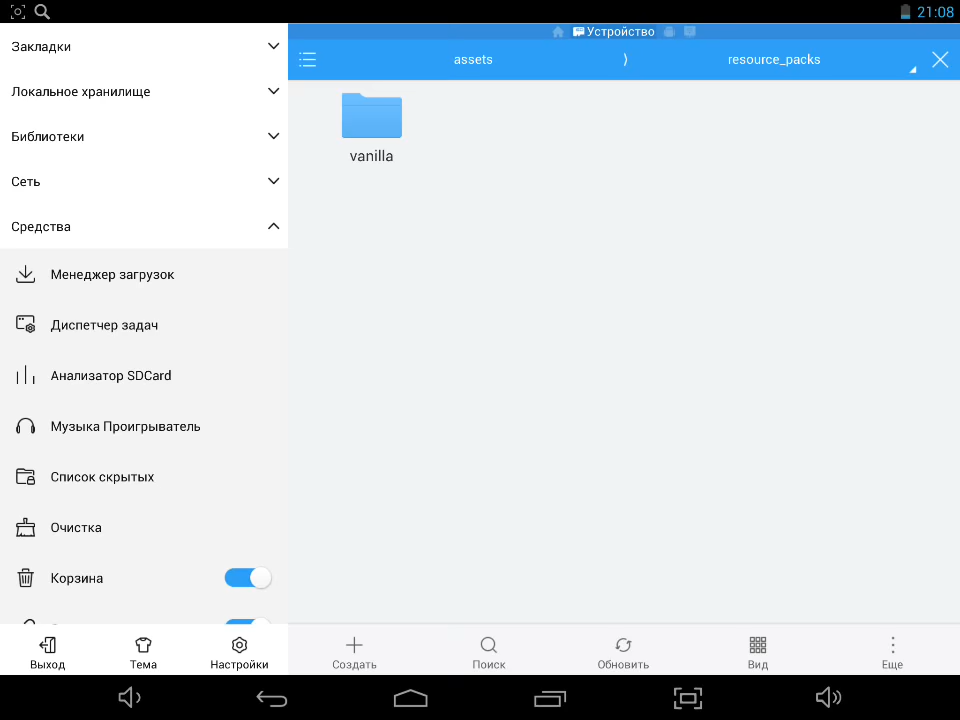 21:08
Закладки
Локальное хранилище
Библиотеки
Сеть
Средства
Менеджер загрузок
Диспетчер задач
Анализатор SDCard
Музыка Проигрыватель
Список скрытых
Очистка
Корзина
Выход
Тема
Настройки
Устройство
assets
resource_packs
vanilla
Создать
Поиск
Обновить
Вид
Еще